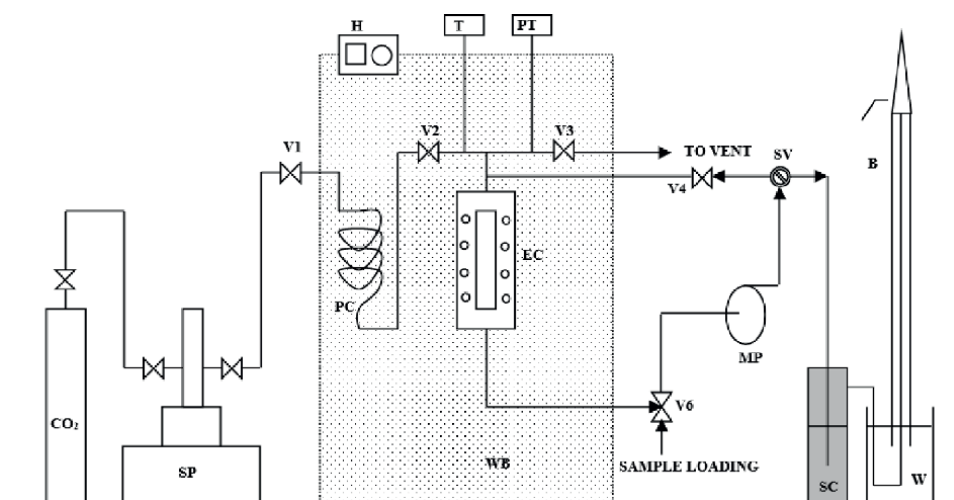 H
T
PT
V1
V2
V3
TO VENT
SV
V4
B
EC
PC
MP
V6
CO₂
SP
WB
SAMPLE LOADING
SC
W